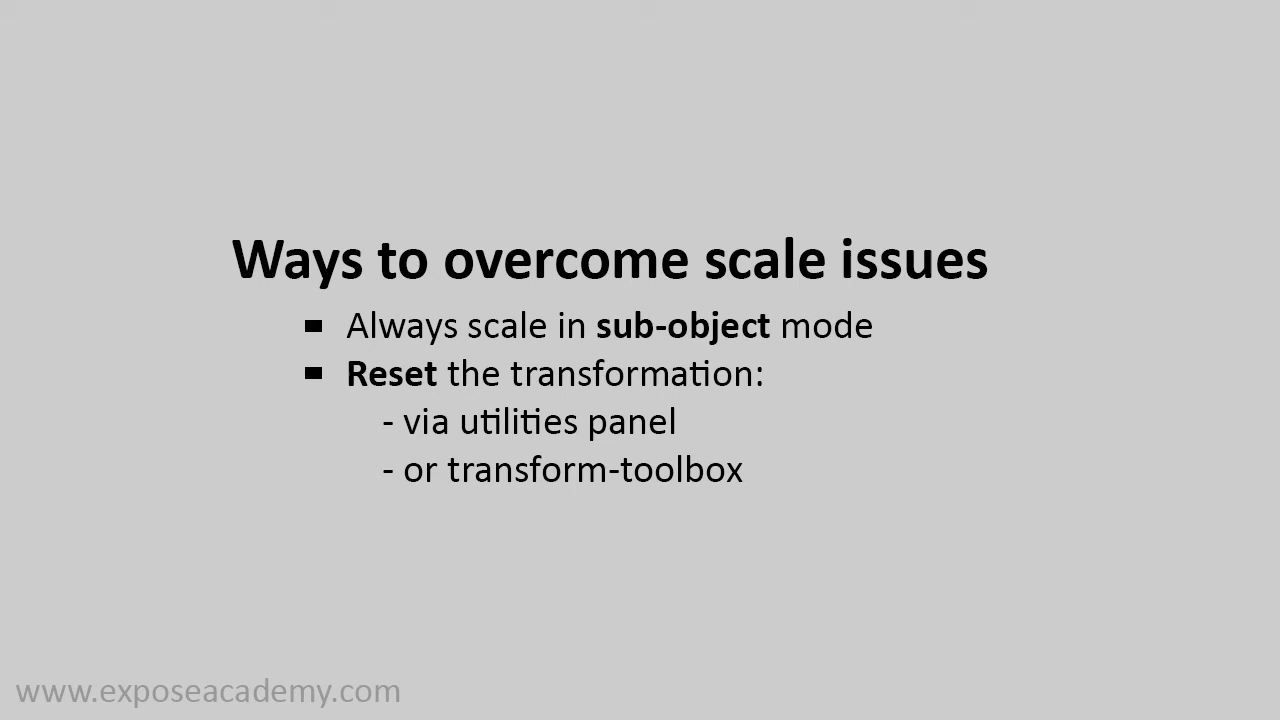 Ways to overcome scale issues
▪ Always scale in sub-object mode
▪ Reset the transformation:
- via utilities panel
- or transform-toolbox
www.exposeacademy.com